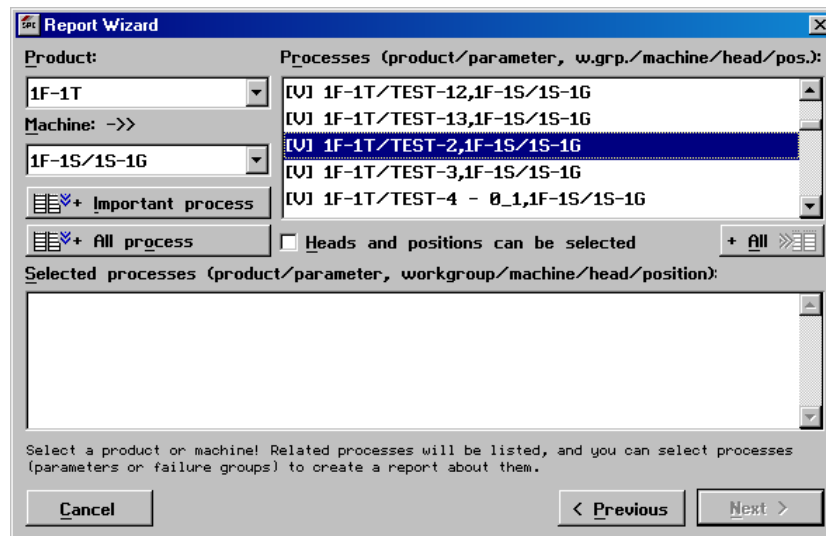 SPC Report Wizard
Product:
1F-1T
Machine: ->>
1F-1S/1S-1G
+ Important process
+ All process
Processes (product/parameter, w.grp./machine/head/pos.):
[V] 1F-1T/TEST-12,1F-1S/1S-1G
[V] 1F-1T/TEST-13,1F-1S/1S-1G
[V] 1F-1T/TEST-2,1F-1S/1S-1G
[V] 1F-1T/TEST-3,1F-1S/1S-1G
[V] 1F-1T/TEST-4 - 0_1,1F-1S/1S-1G
Heads and positions can be selected
+ All
Selected processes (product/parameter, workgroup/machine/head/position):
Select a product or machine! Related processes will be listed, and you can select processes
(parameters or failure groups) to create a report about them.
Cancel
< Previous
Next >